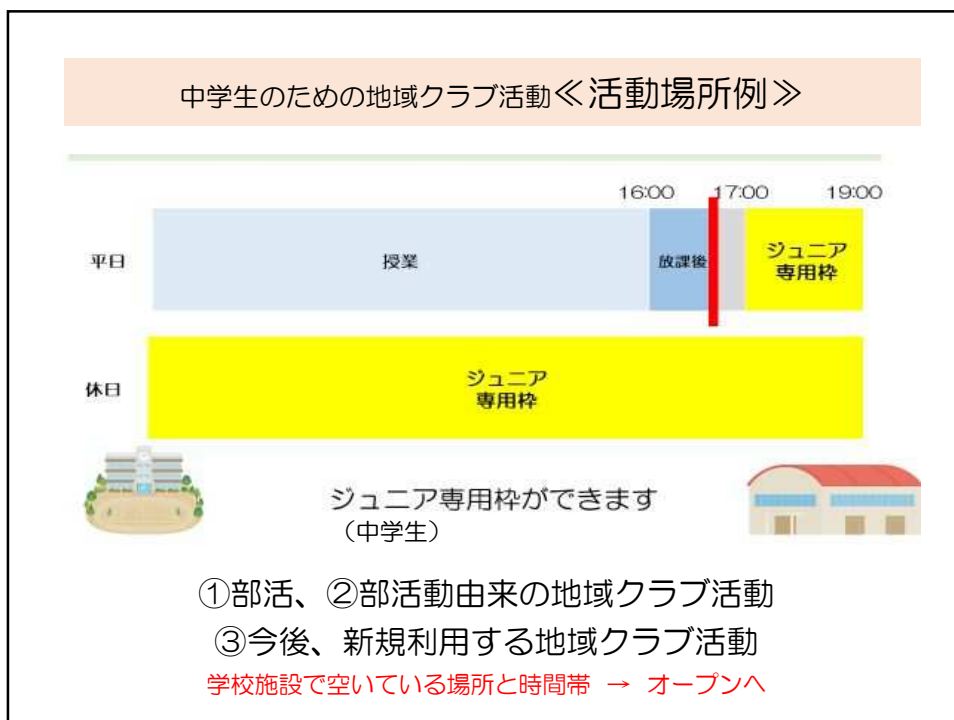 中学生のための地域クラブ活動≪活動場所例≫
16:00 17:00 19:00
平日
授業
放課後
ジュニア
専用枠
休日
ジュニア
専用枠
ジュニア専用枠ができます
（中学生）
①部活、②部活動由来の地域クラブ活動
③今後、新規利用する地域クラブ活動
学校施設で空いている場所と時間帯 → オープンへ